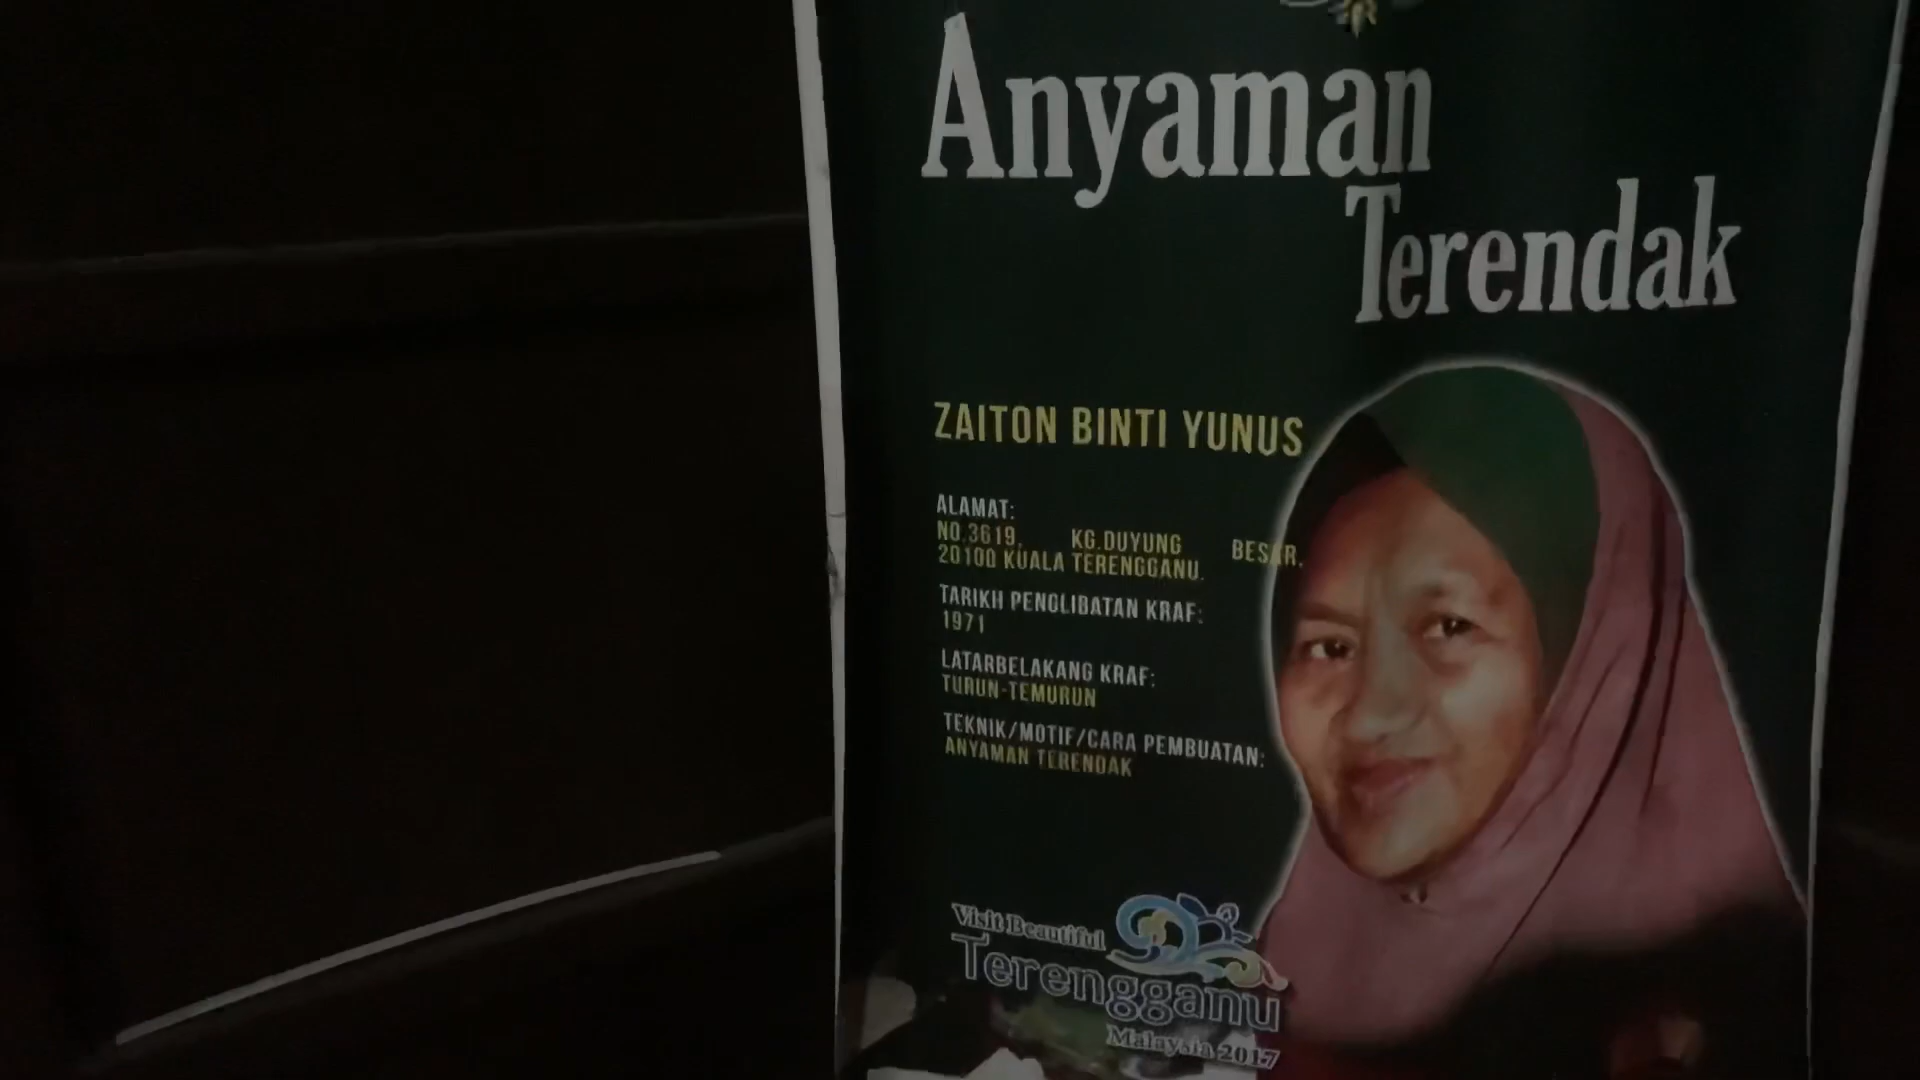 Anyaman
Terendak
ZAITON BINTI YUNUS
ALAMAT:
NO.3619, KG.DUYUNG BESAR,
20100 KUALA TERENGGANU.
TARIKH PENGLIBATAN KRAF:
1971
LATARBELAKANG KRAF:
TURUN-TEMURUN
TEKNIK/MOTIF/CARA PEMBUATAN:
ANYAMAN TERENDAK
Visit Beautiful
Terengganu
Malaysia 2017